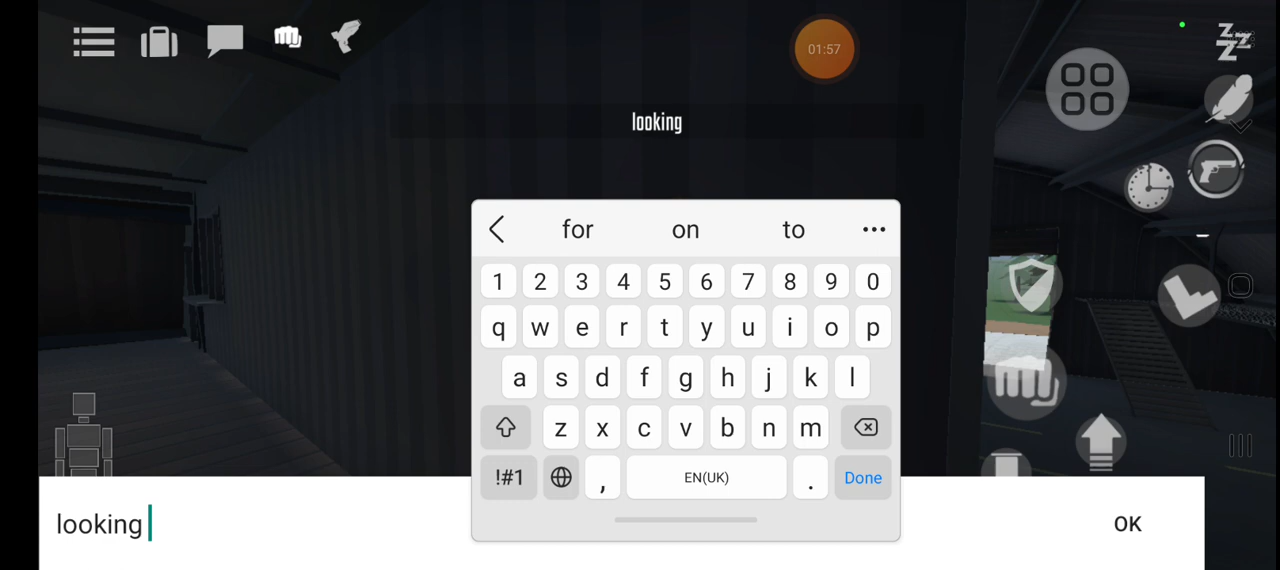 01:57
looking
for on to
1 2 3 4 5 6 7 8 9 0
q w e r t y u i o p
a s d f g h j k l
z x c v b n m
!#1 , EN(UK) . Done
looking
OK